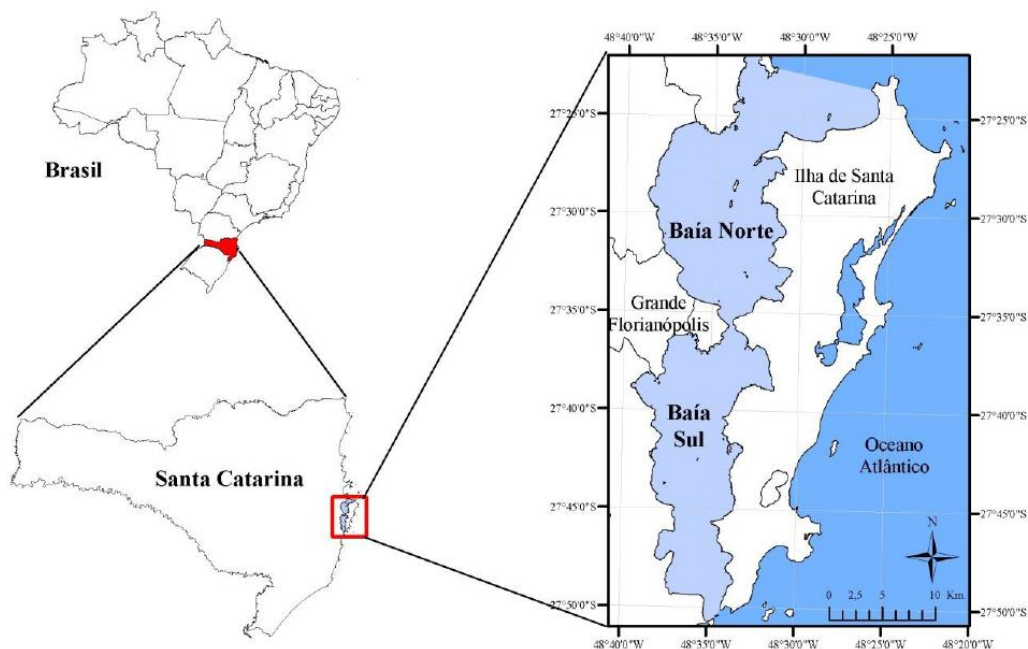 Brasil
Santa Catarina
48°40'0"W 48°35'0"W 48°30'0"W 48°25'0"W
27°25'0"S 27°25'0"S
27°30'0"S 27°30'0"S
27°35'0"S 27°35'0"S
27°40'0"S 27°40'0"S
27°45'0"S 27°45'0"S
27°50'0"S 27°50'0"S
Ilha de Santa
Catarina
Baía Norte
Grande
Florianópolis
Baía
Sul
Oceano
Atlântico
N
0 2,5 5 10 Km
48°40'0"W 48°35'0"W 48°30'0"W 48°25'0"W 48°20'0"W